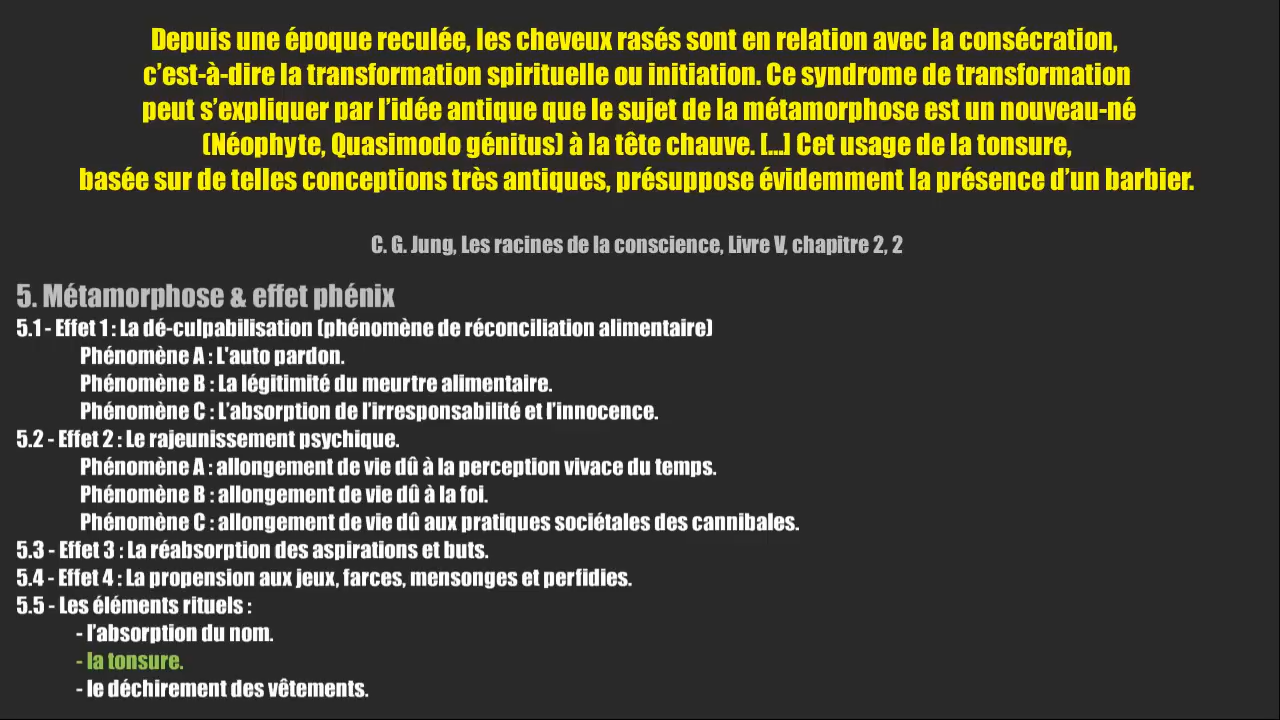 Depuis une époque reculée, les cheveux rasés sont en relation avec la consécration,
c’est-à-dire la transformation spirituelle ou initiation. Ce syndrome de transformation
peut s’expliquer par l’idée antique que le sujet de la métamorphose est un nouveau-né
(Néophyte, Quasimodo génitus) à la tête chauve. [...] Cet usage de la tonsure,
basée sur de telles conceptions très antiques, présuppose évidemment la présence d’un barbier.
C. G. Jung, Les racines de la conscience, Livre V, chapitre 2, 2
5. Métamorphose & effet phénix
5.1 - Effet 1 : La dé-culpabilisation (phénomène de réconciliation alimentaire)
Phénomène A : L'auto pardon.
Phénomène B : La légitimité du meurtre alimentaire.
Phénomène C : L’absorption de l’irresponsabilité et l’innocence.
5.2 - Effet 2 : Le rajeunissement psychique.
Phénomène A : allongement de vie dû à la perception vivace du temps.
Phénomène B : allongement de vie dû à la foi.
Phénomène C : allongement de vie dû aux pratiques sociétales des cannibales.
5.3 - Effet 3 : La réabsorption des aspirations et buts.
5.4 - Effet 4 : La propension aux jeux, farces, mensonges et perfidies.
5.5 - Les éléments rituels :
- l’absorption du nom.
- la tonsure.
- le déchirement des vêtements.